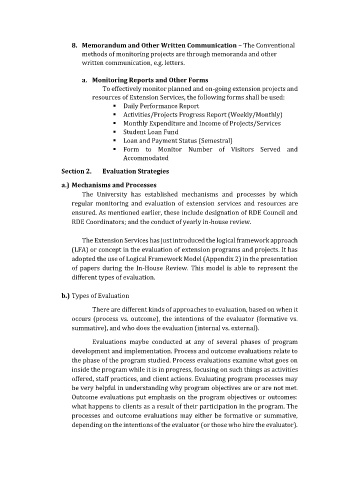 8. Memorandum and Other Written Communication – The Conventional
methods of monitoring projects are through memoranda and other
written communication, e.g. letters.
a. Monitoring Reports and Other Forms
To effectively monitor planned and on-going extension projects and
resources of Extension Services, the following forms shall be used:
▪ Daily Performance Report
▪ Activities/Projects Progress Report (Weekly/Monthly)
▪ Monthly Expenditure and Income of Projects/Services
▪ Student Loan Fund
▪ Loan and Payment Status (Semestral)
▪ Form to Monitor Number of Visitors Served and
Accommodated
Section 2. Evaluation Strategies
a.) Mechanisms and Processes
The University has established mechanisms and processes by which
regular monitoring and evaluation of extension services and resources are
ensured. As mentioned earlier, these include designation of RDE Council and
RDE Coordinators; and the conduct of yearly in-house review.
The Extension Services has just introduced the logical framework approach
(LFA) or concept in the evaluation of extension programs and projects. It has
adopted the use of Logical Framework Model (Appendix 2) in the presentation
of papers during the In-House Review. This model is able to represent the
different types of evaluation.
b.) Types of Evaluation
There are different kinds of approaches to evaluation, based on when it
occurs (process vs. outcome), the intentions of the evaluator (formative vs.
summative), and who does the evaluation (internal vs. external).
Evaluations maybe conducted at any of several phases of program
development and implementation. Process and outcome evaluations relate to
the phase of the program studied. Process evaluations examine what goes on
inside the program while it is in progress, focusing on such things as activities
offered, staff practices, and client actions. Evaluating program processes may
be very helpful in understanding why program objectives are or are not met.
Outcome evaluations put emphasis on the program objectives or outcomes:
what happens to clients as a result of their participation in the program. The
processes and outcome evaluations may either be formative or summative,
depending on the intentions of the evaluator (or those who hire the evaluator).